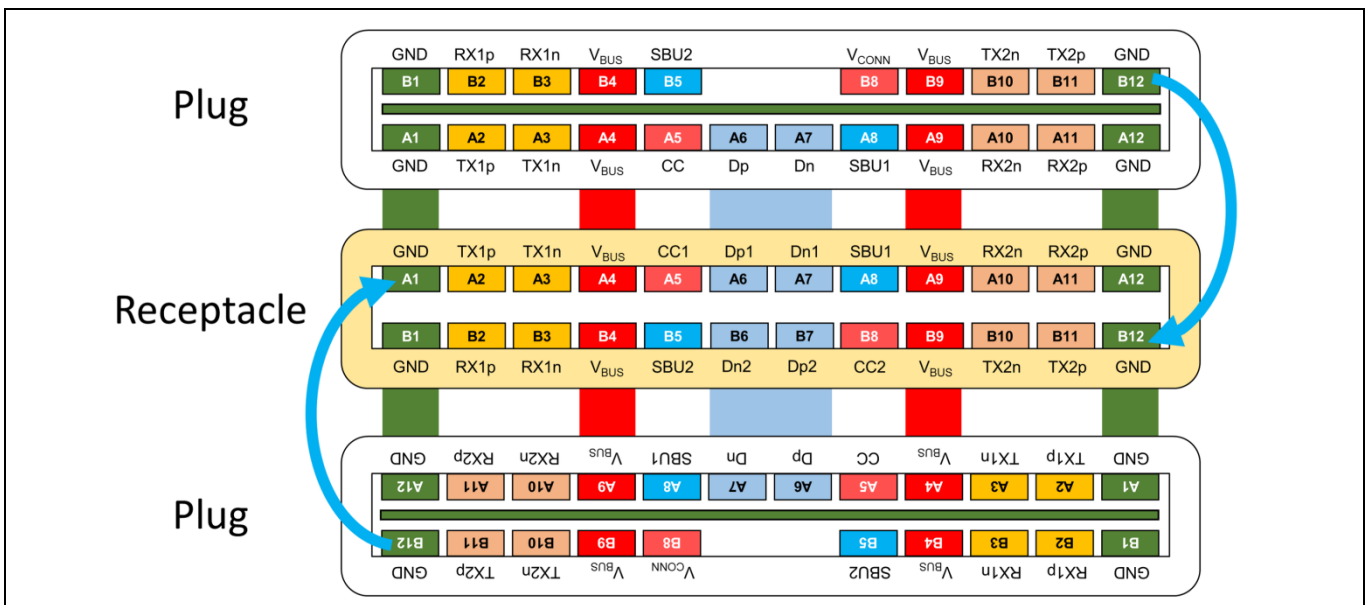 GND RX1p RX1n VBUS SBU2 VCONN VBUS TX2n TX2p GND
B1 B2 B3 B4 B5 B8 B9 B10 B11 B12
Plug
A1 A2 A3 A4 A5 A6 A7 A8 A9 A10 A11 A12
GND TX1p TX1n VBUS CC Dp Dn SBU1 VBUS RX2n RX2p GND
GND TX1p TX1n VBUS CC1 Dp1 Dn1 SBU1 VBUS RX2n RX2p GND
A1 A2 A3 A4 A5 A6 A7 A8 A9 A10 A11 A12
Receptacle
B1 B2 B3 B4 B5 B6 B7 B8 B9 B10 B11 B12
GND RX1p RX1n VBUS SBU2 Dn2 Dp2 CC2 VBUS TX2n TX2p GND
GND RX2p RX2n VBUS SBU1 Dn Dp CC VBUS TX1n TX1p GND
A12 A11 A10 A9 A8 A7 A6 A5 A4 A3 A2 A1
Plug
B12 B11 B10 B9 B8 B5 B4 B3 B2 B1
GND TX2p TX2n VBUS VCONN SBU2 VBUS RX1n RX1p GND